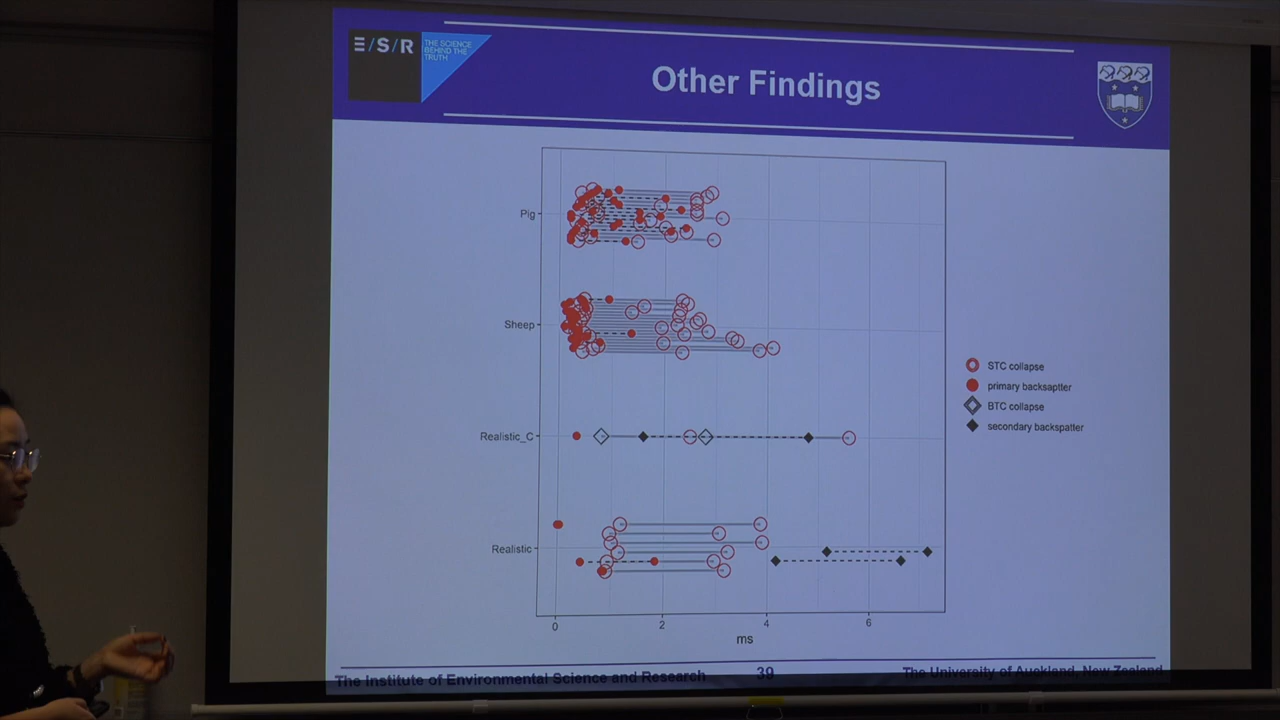 E/S/R
THE SCIENCE
BEHIND THE
TRUTH
Other Findings
Pig
Sheep
Realistic_C
Realistic
0
2
4
6
ms
STC collapse
primary backsaptter
BTC collapse
secondary backspatter
The Institute of Environmental Science and Research
39
The University of Auckland, New Zealand